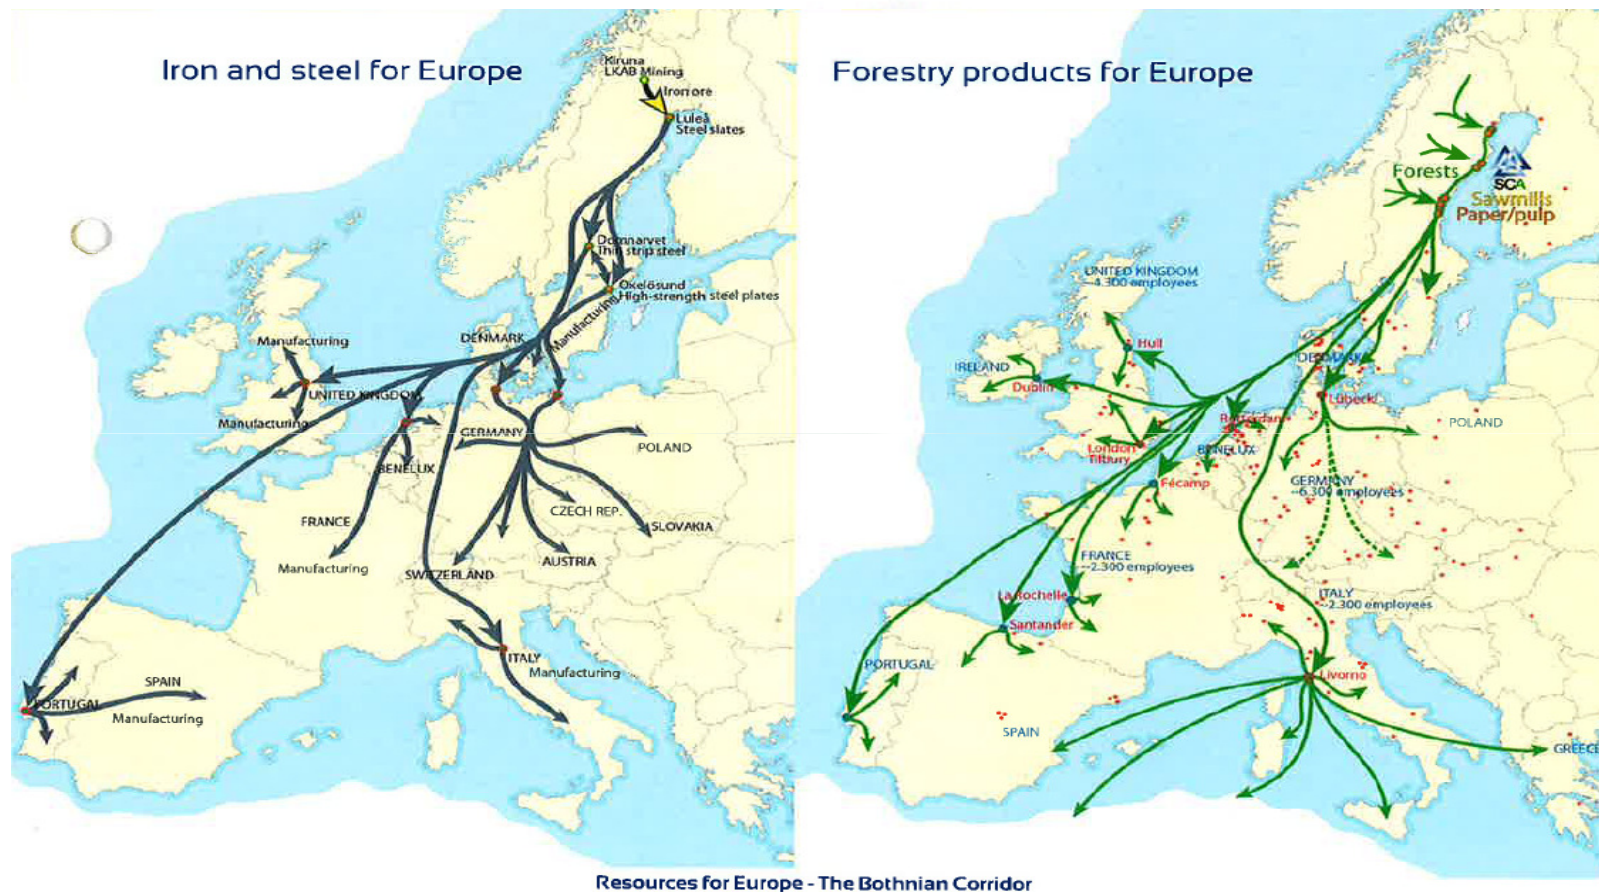 Iron and steel for Europe
Kiruna
LKAB Mining
Iron ore
Luleå
Steel slates
Domnarvet
Thin strip steel
Oxelösund
High-strength steel plates
Manufacturing
DENMARK
Manufacturing
UNITED KINGDOM
Manufacturing
GERMANY
POLAND
BENELUX
CZECH REP.
FRANCE
SLOVAKIA
AUSTRIA
Manufacturing
SWITZERLAND
ITALY
Manufacturing
SPAIN
PORTUGAL
Manufacturing
Forestry products for Europe
Forests
SCA
Sawmills
Paper/pulp
UNITED KINGDOM
~4.300 employees
Hull
IRELAND
DENMARK
Dublin
Lübeck/
Rotterdam
POLAND
London
Tilbury
BENELUX
Fécamp
GERMANY
~6.300 employees
FRANCE
~2.300 employees
La Rochelle
ITALY
~2.300 employees
Santander
PORTUGAL
Livorno
SPAIN
GREECE
Resources for Europe - The Bothnian Corridor